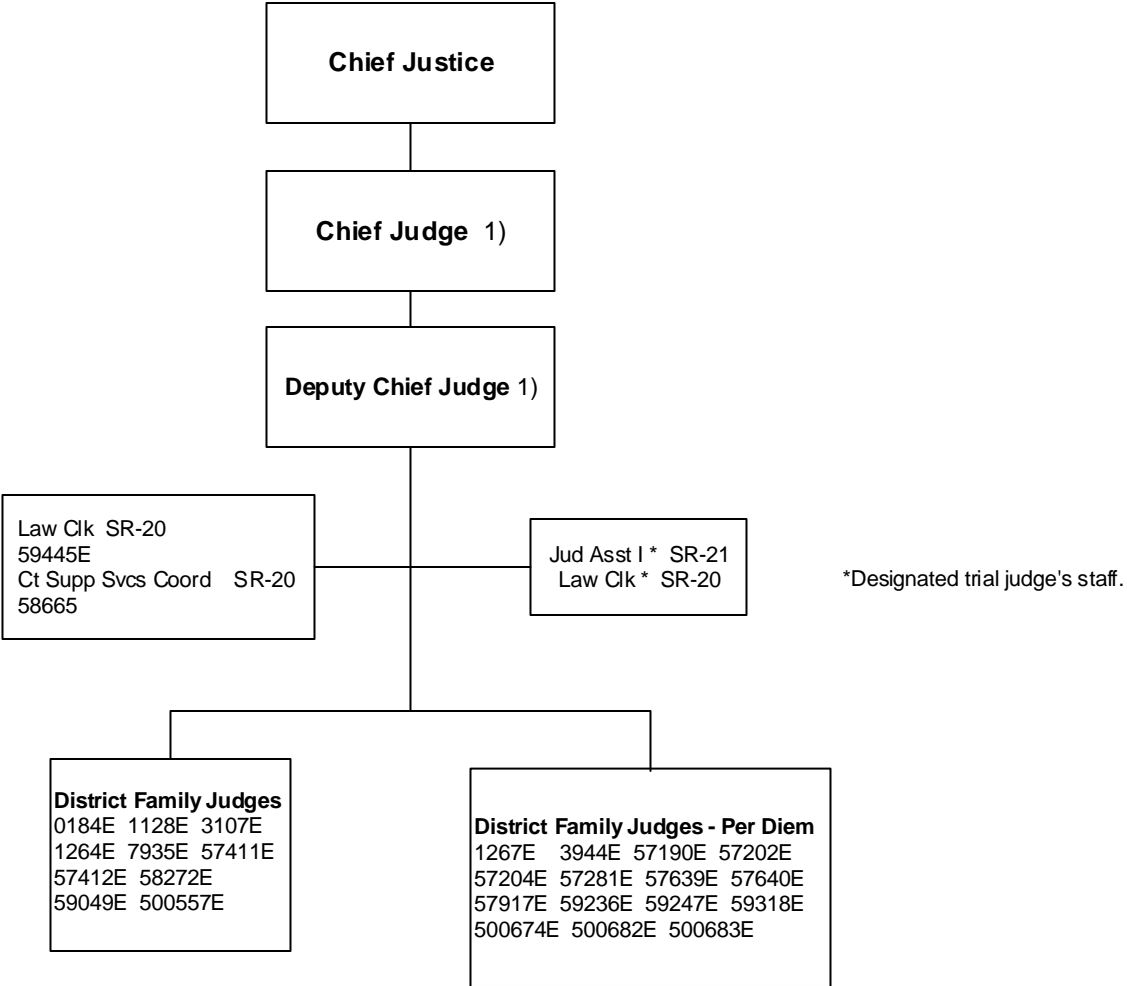 Chief Justice
Chief Judge 1)
Deputy Chief Judge 1)
Law Clk SR-20
59445E
Ct Supp Svcs Coord SR-20
58665
Jud Asst I * SR-21
Law Clk * SR-20
*Designated trial judge's staff.
District Family Judges
0184E 1128E 3107E
1264E 7935E 57411E
57412E 58272E
59049E 500557E
District Family Judges - Per Diem
1267E 3944E 57190E 57202E
57204E 57281E 57639E 57640E
57917E 59236E 59247E 59318E
500674E 500682E 500683E